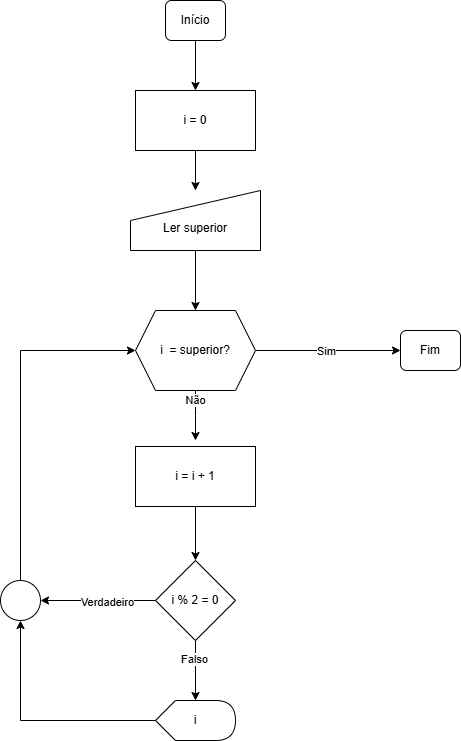 Início
i = 0
Ler superior
i = superior?
Sim
Fim
Não
i = i + 1
i % 2 = 0
Verdadeiro
Falso
i